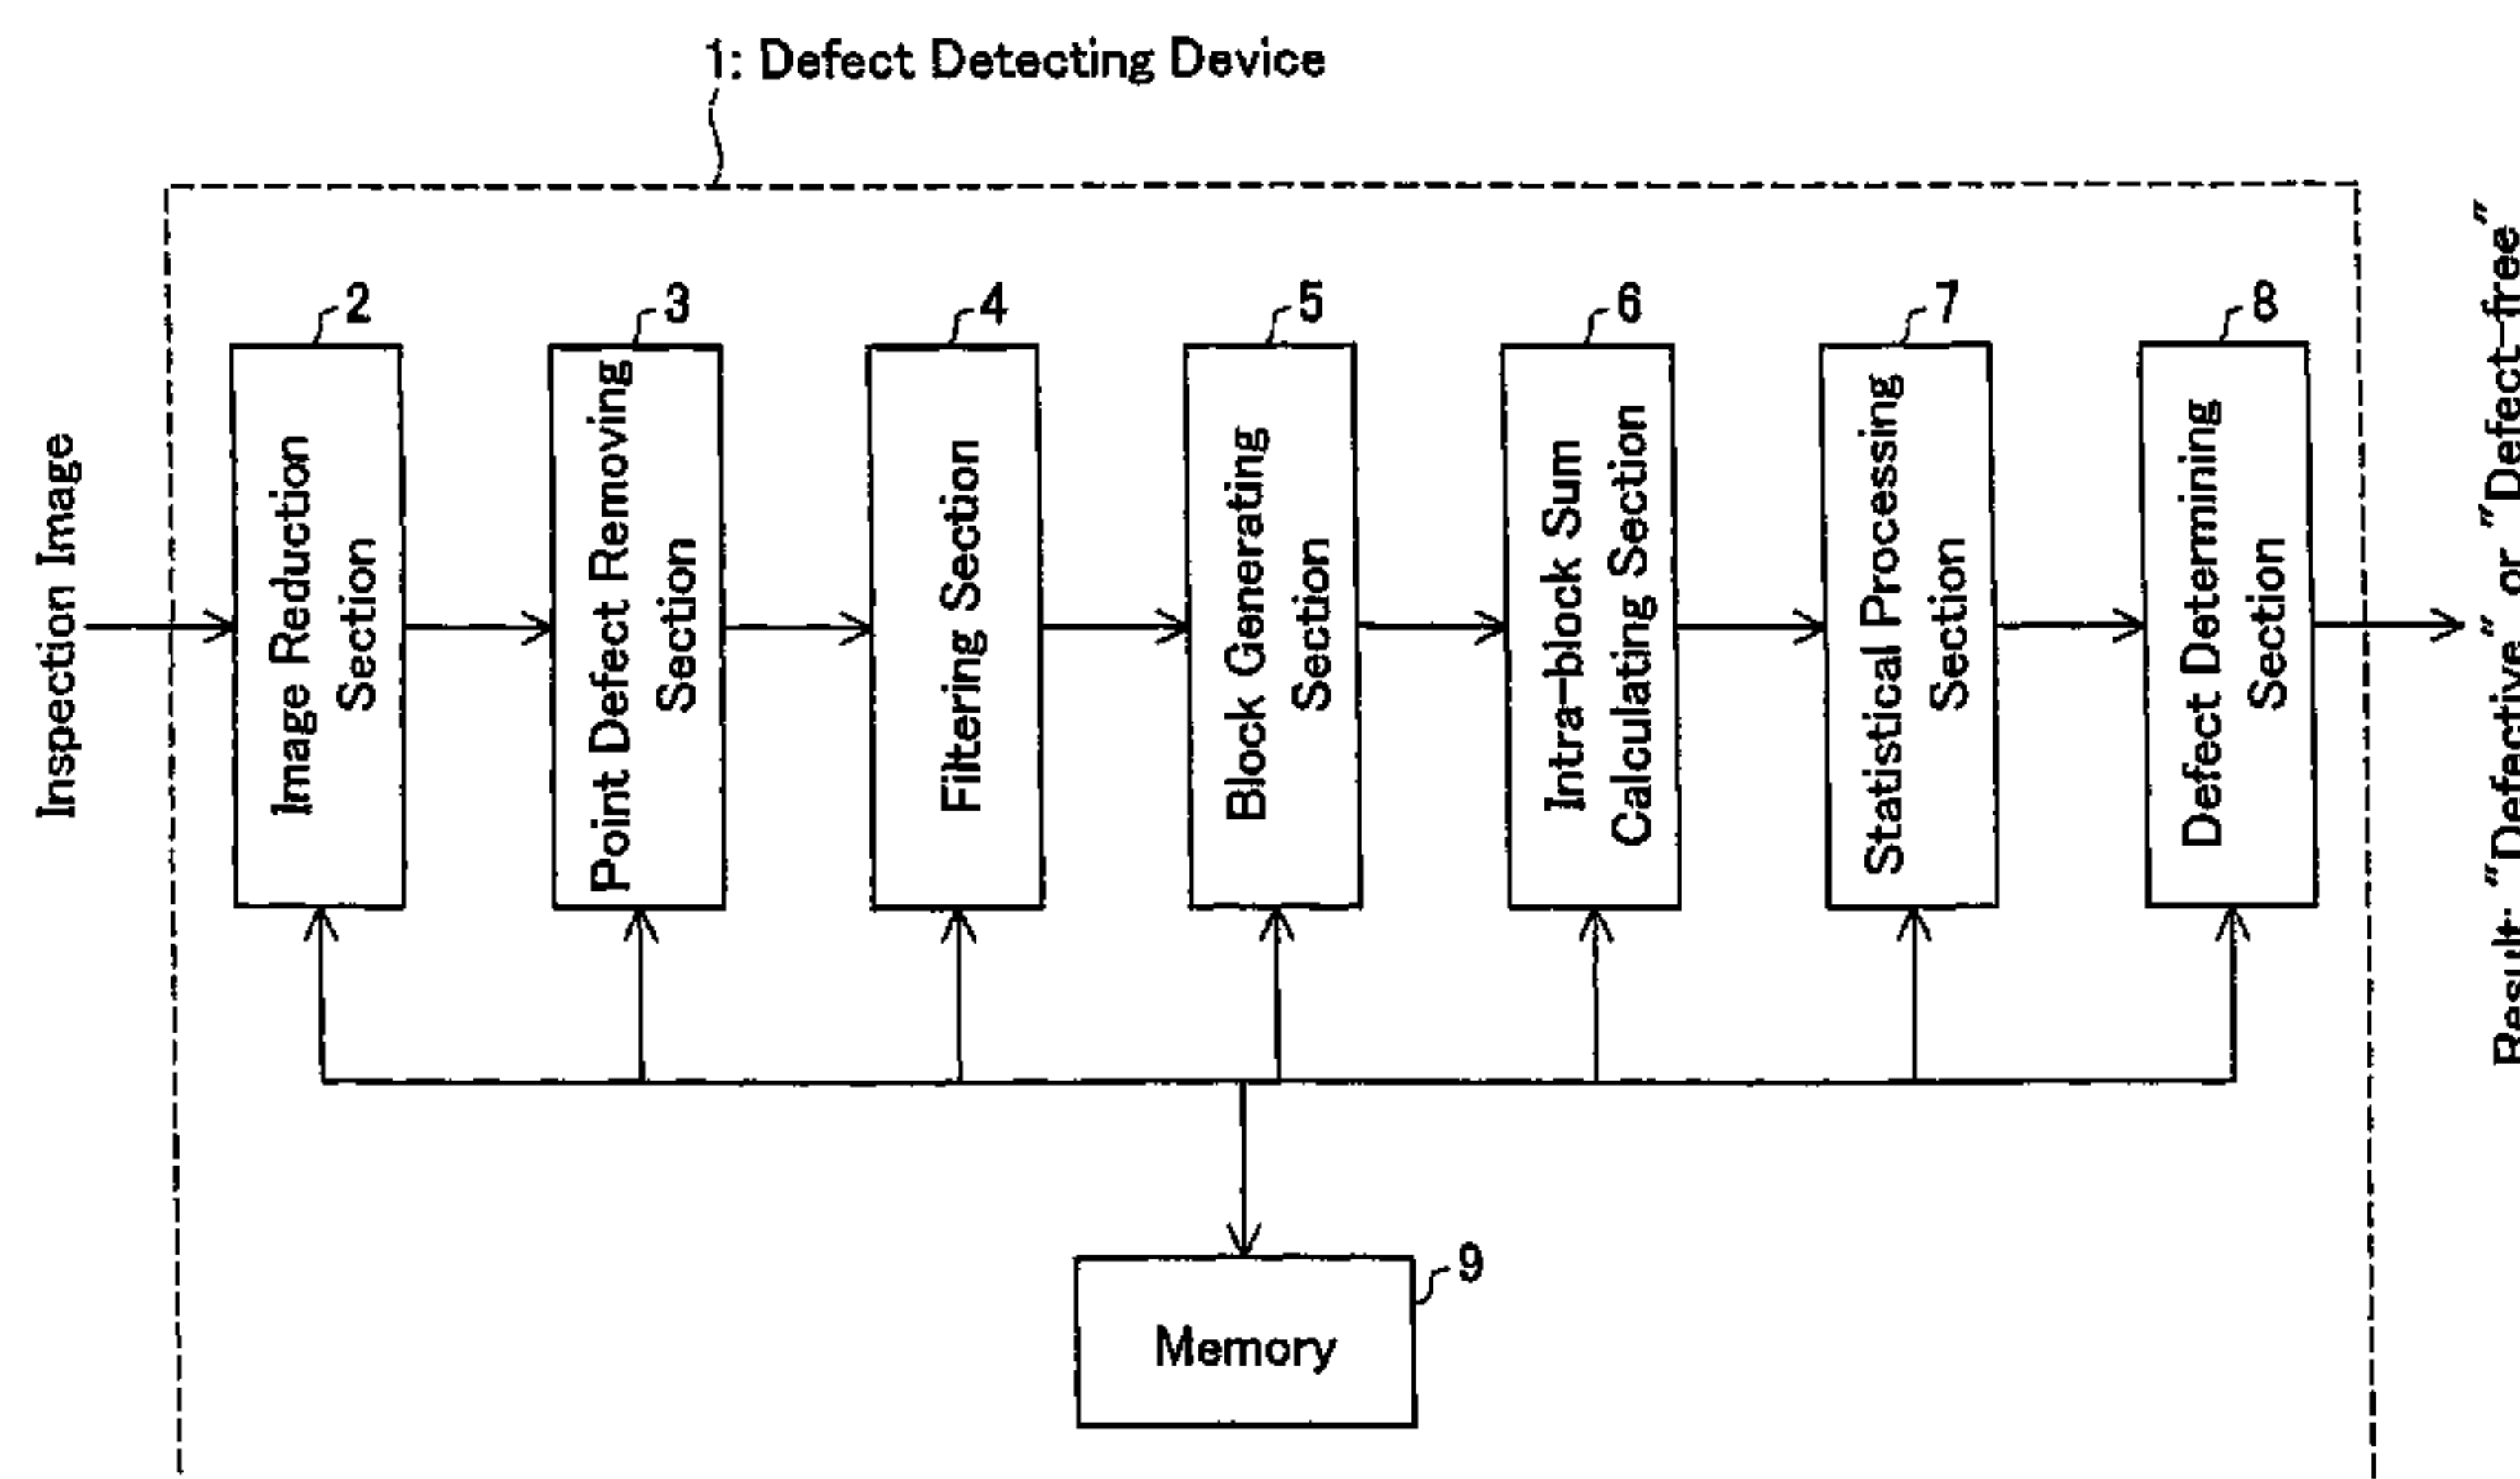 1: Defect Detecting Device
Inspection Image
2
Image Reduction
Section
3
Point Defect Removing
Section
4
Filtering Section
5
Block Generating
Section
6
Intra-block Sum
Calculating Section
7
Statistical Processing
Section
8
Defect Determining
Section
Result: "Defective" or "Defect-free"
9
Memory